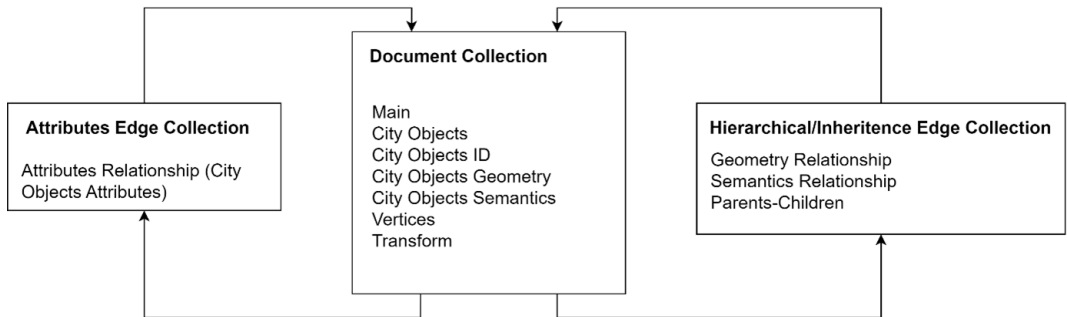 Attributes Edge Collection
Attributes Relationship (City
Objects Attributes)
Document Collection
Main
City Objects
City Objects ID
City Objects Geometry
City Objects Semantics
Vertices
Transform
Hierarchical/Inheritence Edge Collection
Geometry Relationship
Semantics Relationship
Parents-Children